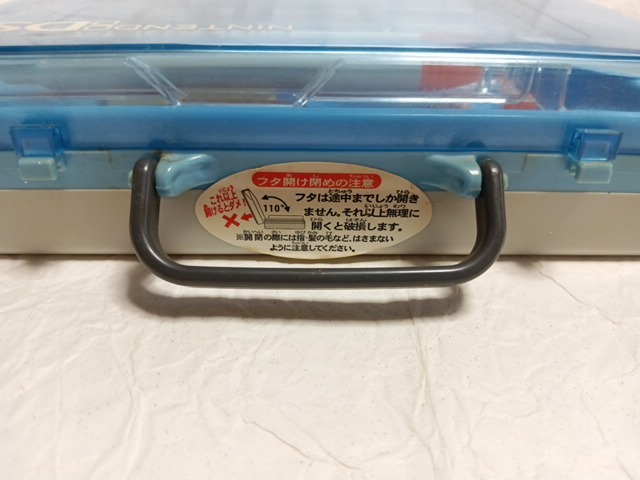 NINTENDO DS
フタ開け閉めの注意
これ以上
開けるとダメ!
110°
フタは途中までしか開き
ません。それ以上無理に
開くと破損します。
※開閉の際には指・髪の毛など、はさまない
ように注意してください。